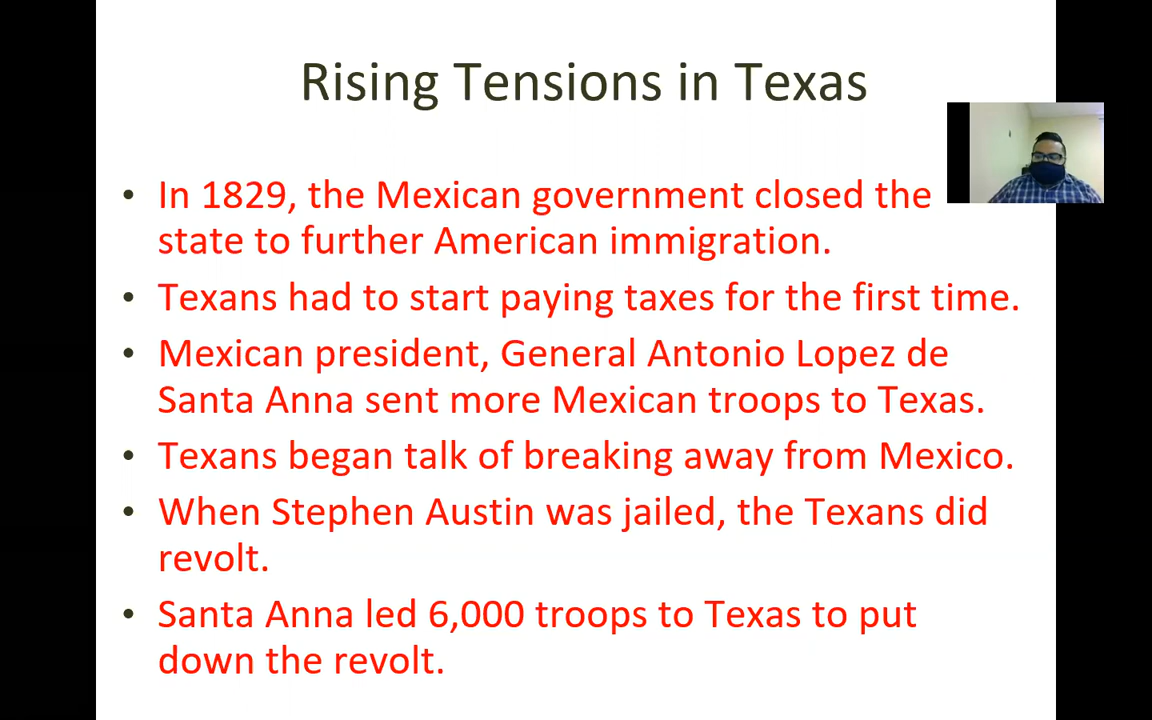 Rising Tensions in Texas
• In 1829, the Mexican government closed the
state to further American immigration.
• Texans had to start paying taxes for the first time.
• Mexican president, General Antonio Lopez de
Santa Anna sent more Mexican troops to Texas.
• Texans began talk of breaking away from Mexico.
• When Stephen Austin was jailed, the Texans did
revolt.
• Santa Anna led 6,000 troops to Texas to put
down the revolt.